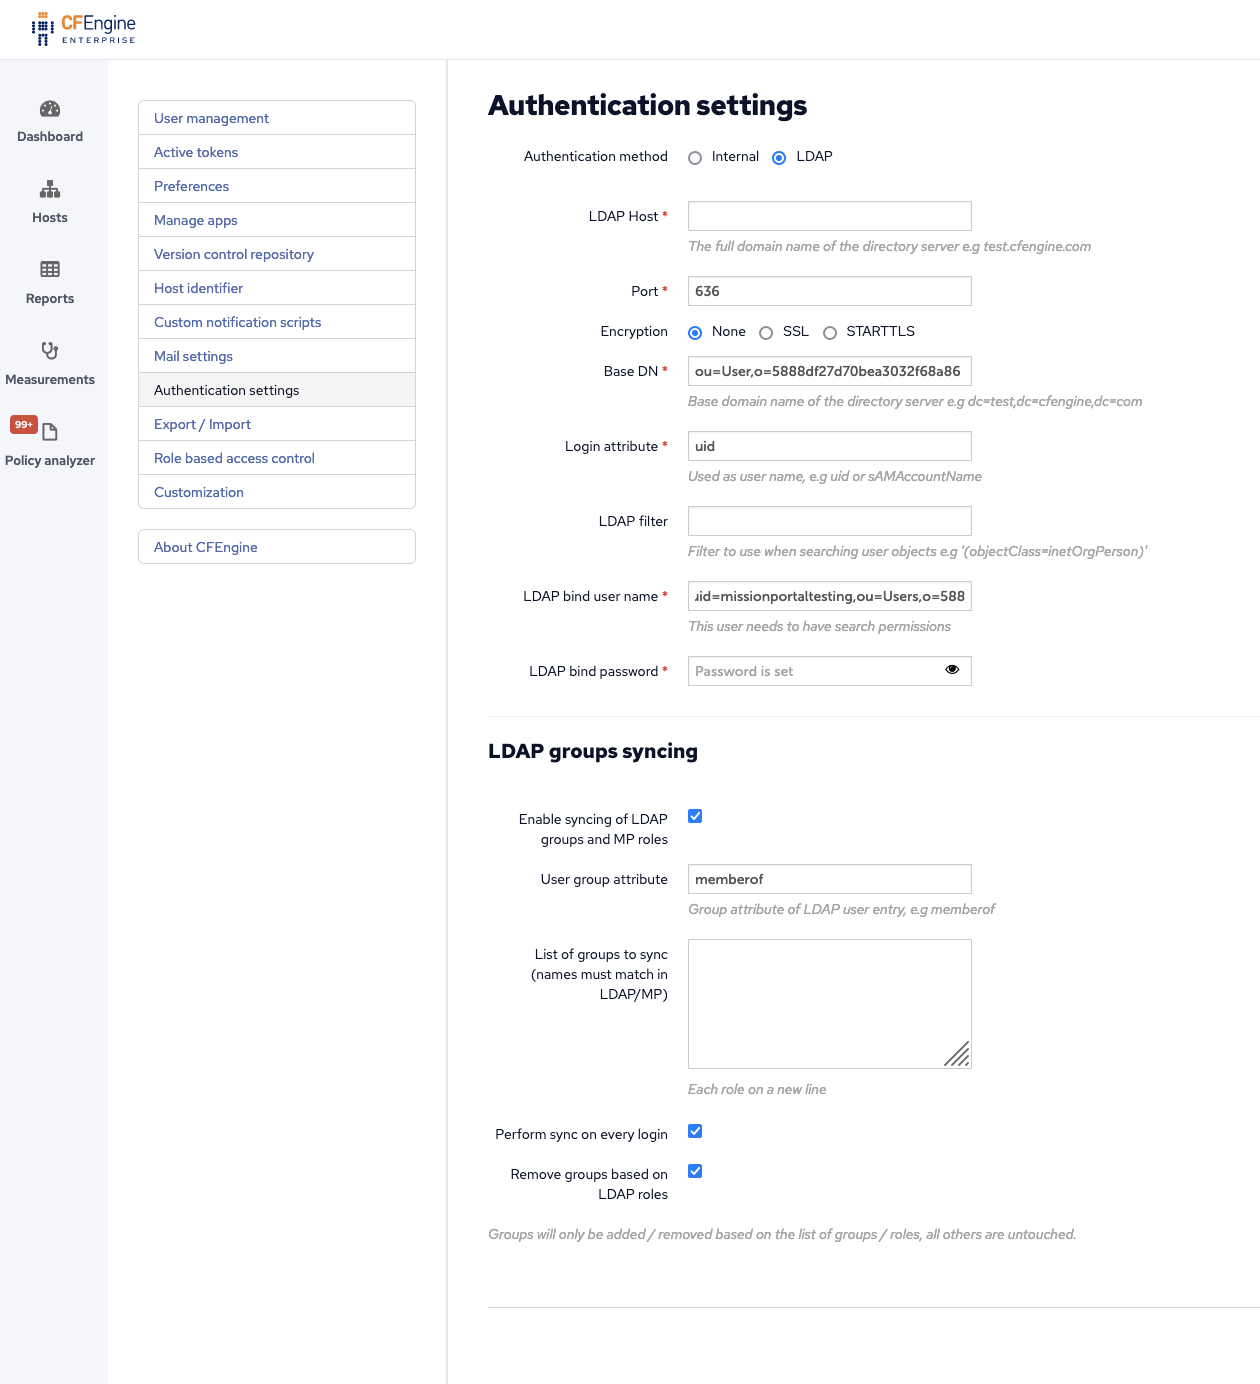 CFEngine
ENTERPRISE
Dashboard
Hosts
Reports
Measurements
99+
Policy analyzer
User management
Active tokens
Preferences
Manage apps
Version control repository
Host identifier
Custom notification scripts
Mail settings
Authentication settings
Export / Import
Role based access control
Customization
About CFEngine
Authentication settings
Authentication method Internal LDAP
LDAP Host *
The full domain name of the directory server e.g test.cfengine.com
Port * 636
Encryption None SSL STARTTLS
Base DN * ou=User,o=5888df27d70bea3032f68a86
Base domain name of the directory server e.g dc=test,dc=cfengine,dc=com
Login attribute * uid
Used as user name, e.g uid or sAMAccountName
LDAP filter
Filter to use when searching user objects e.g '(objectClass=inetOrgPerson)'
LDAP bind user name * uid=missionportaltesting,ou=Users,o=588
This user needs to have search permissions
LDAP bind password * Password is set
LDAP groups syncing
Enable syncing of LDAP
groups and MP roles
User group attribute memberof
Group attribute of LDAP user entry, e.g memberof
List of groups to sync
(names must match in
LDAP/MP)
Each role on a new line
Perform sync on every login
Remove groups based on
LDAP roles
Groups will only be added / removed based on the list of groups / roles, all others are untouched.